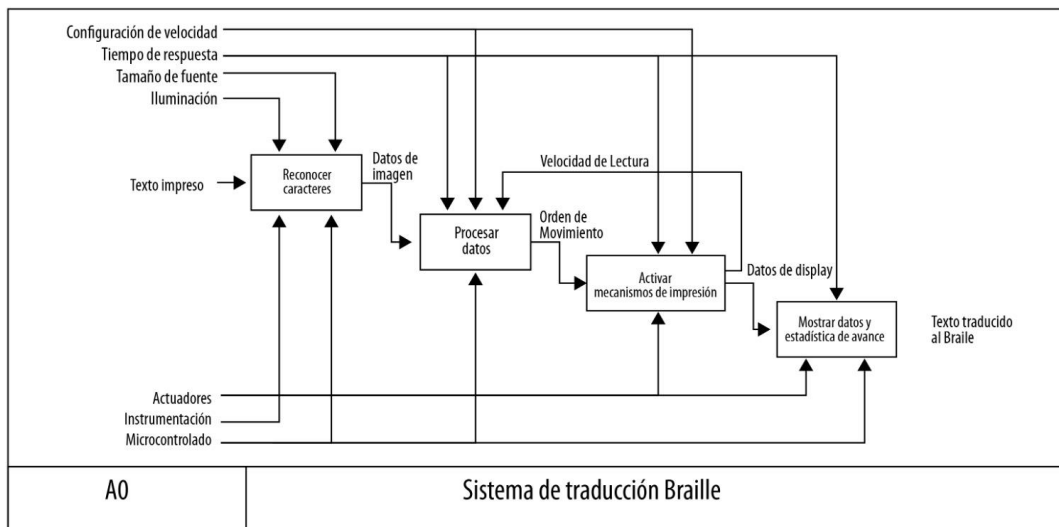 Configuración de velocidad
Tiempo de respuesta
Tamaño de fuente
Iluminación
Texto impreso
Reconocer
caracteres
Datos de
imagen
Velocidad de Lectura
Procesar
datos
Orden de
Movimiento
Activar
mecanismos de impresión
Datos de display
Mostrar datos y
estadística de avance
Texto traducido
al Braile
Actuadores
Instrumentación
Microcontrolado
A0
Sistema de traducción Braille